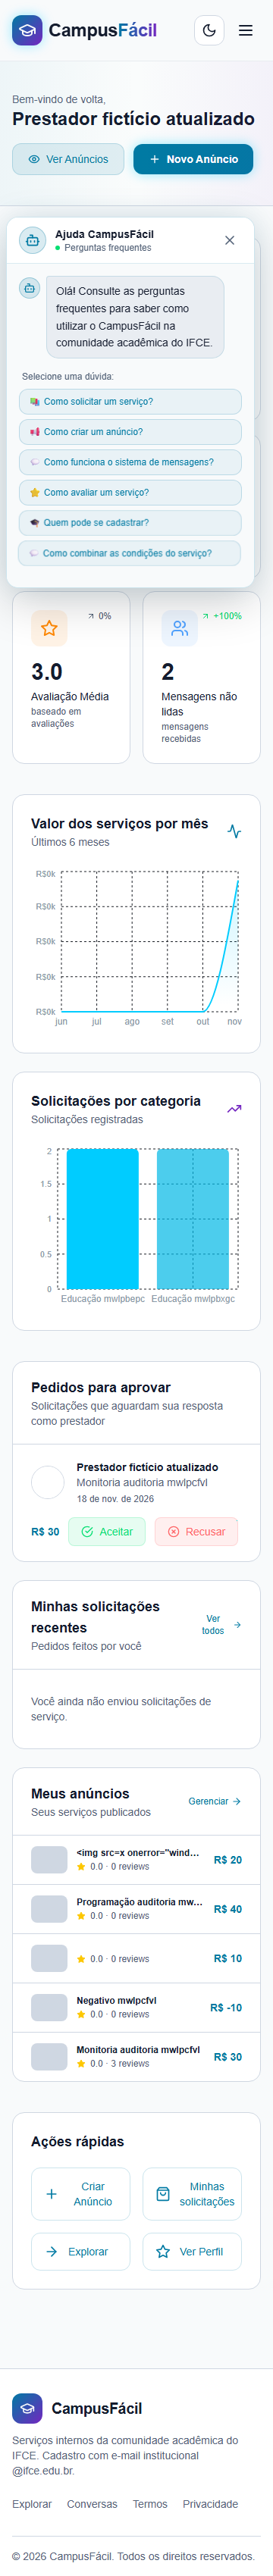 CampusFácil
Bem-vindo de volta,
Prestador fictício atualizado
Ver Anúncios
Novo Anúncio
Ajuda CampusFácil
Perguntas frequentes
Olá! Consulte as perguntas
frequentes para saber como
utilizar o CampusFácil na
comunidade acadêmica do IFCE.
Selecione uma dúvida:
Como solicitar um serviço?
Como criar um anúncio?
Como funciona o sistema de mensagens?
Como avaliar um serviço?
Quem pode se cadastrar?
Como combinar as condições do serviço?
0%
3.0
Avaliação Média
baseado em
avaliações
+100%
2
Mensagens não
lidas
mensagens
recebidas
Valor dos serviços por mês
Últimos 6 meses
R$0k
R$0k
R$0k
R$0k
R$0k
jun jul ago set out nov
Solicitações por categoria
Solicitações registradas
2
1.5
1
0.5
0
Educação mwlpbepc Educação mwlpbxgc
Pedidos para aprovar
Solicitações que aguardam sua resposta
como prestador
Prestador fictício atualizado
Monitoria auditoria mwlpcfvl
18 de nov. de 2026
R$ 30 Aceitar Recusar
Minhas solicitações
recentes
Ver
todos
Pedidos feitos por você
Você ainda não enviou solicitações de
serviço.
Meus anúncios
Gerenciar
Seus serviços publicados
<img src=x onerror="wind...
0.0 · 0 reviews
R$ 20
Programação auditoria mw...
0.0 · 0 reviews
R$ 40
0.0 · 0 reviews
R$ 10
Negativo mwlpcfvl
0.0 · 0 reviews
R$ -10
Monitoria auditoria mwlpcfvl
0.0 · 3 reviews
R$ 30
Ações rápidas
Criar
Anúncio
Minhas
solicitações
Explorar
Ver Perfil
CampusFácil
Serviços internos da comunidade acadêmica do
IFCE. Cadastro com e-mail institucional
@ifce.edu.br.
Explorar Conversas Termos Privacidade
© 2026 CampusFácil. Todos os direitos reservados.